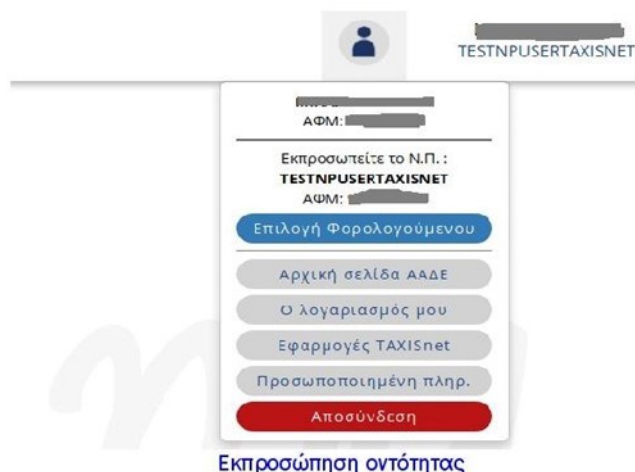 TESTNPUSERTAXISNET
ΑΦΜ:
Εκπροσωπείτε το Ν.Π. :
TESTNPUSERTAXISNET
ΑΦΜ:
Επιλογή Φορολογούμενου
Αρχική σελίδα ΑΑΔΕ
Ο λογαριασμός μου
Εφαρμογές TAXISnet
Προσωποποιημένη πληρ.
Αποσύνδεση
Εκπροσώπηση οντότητας